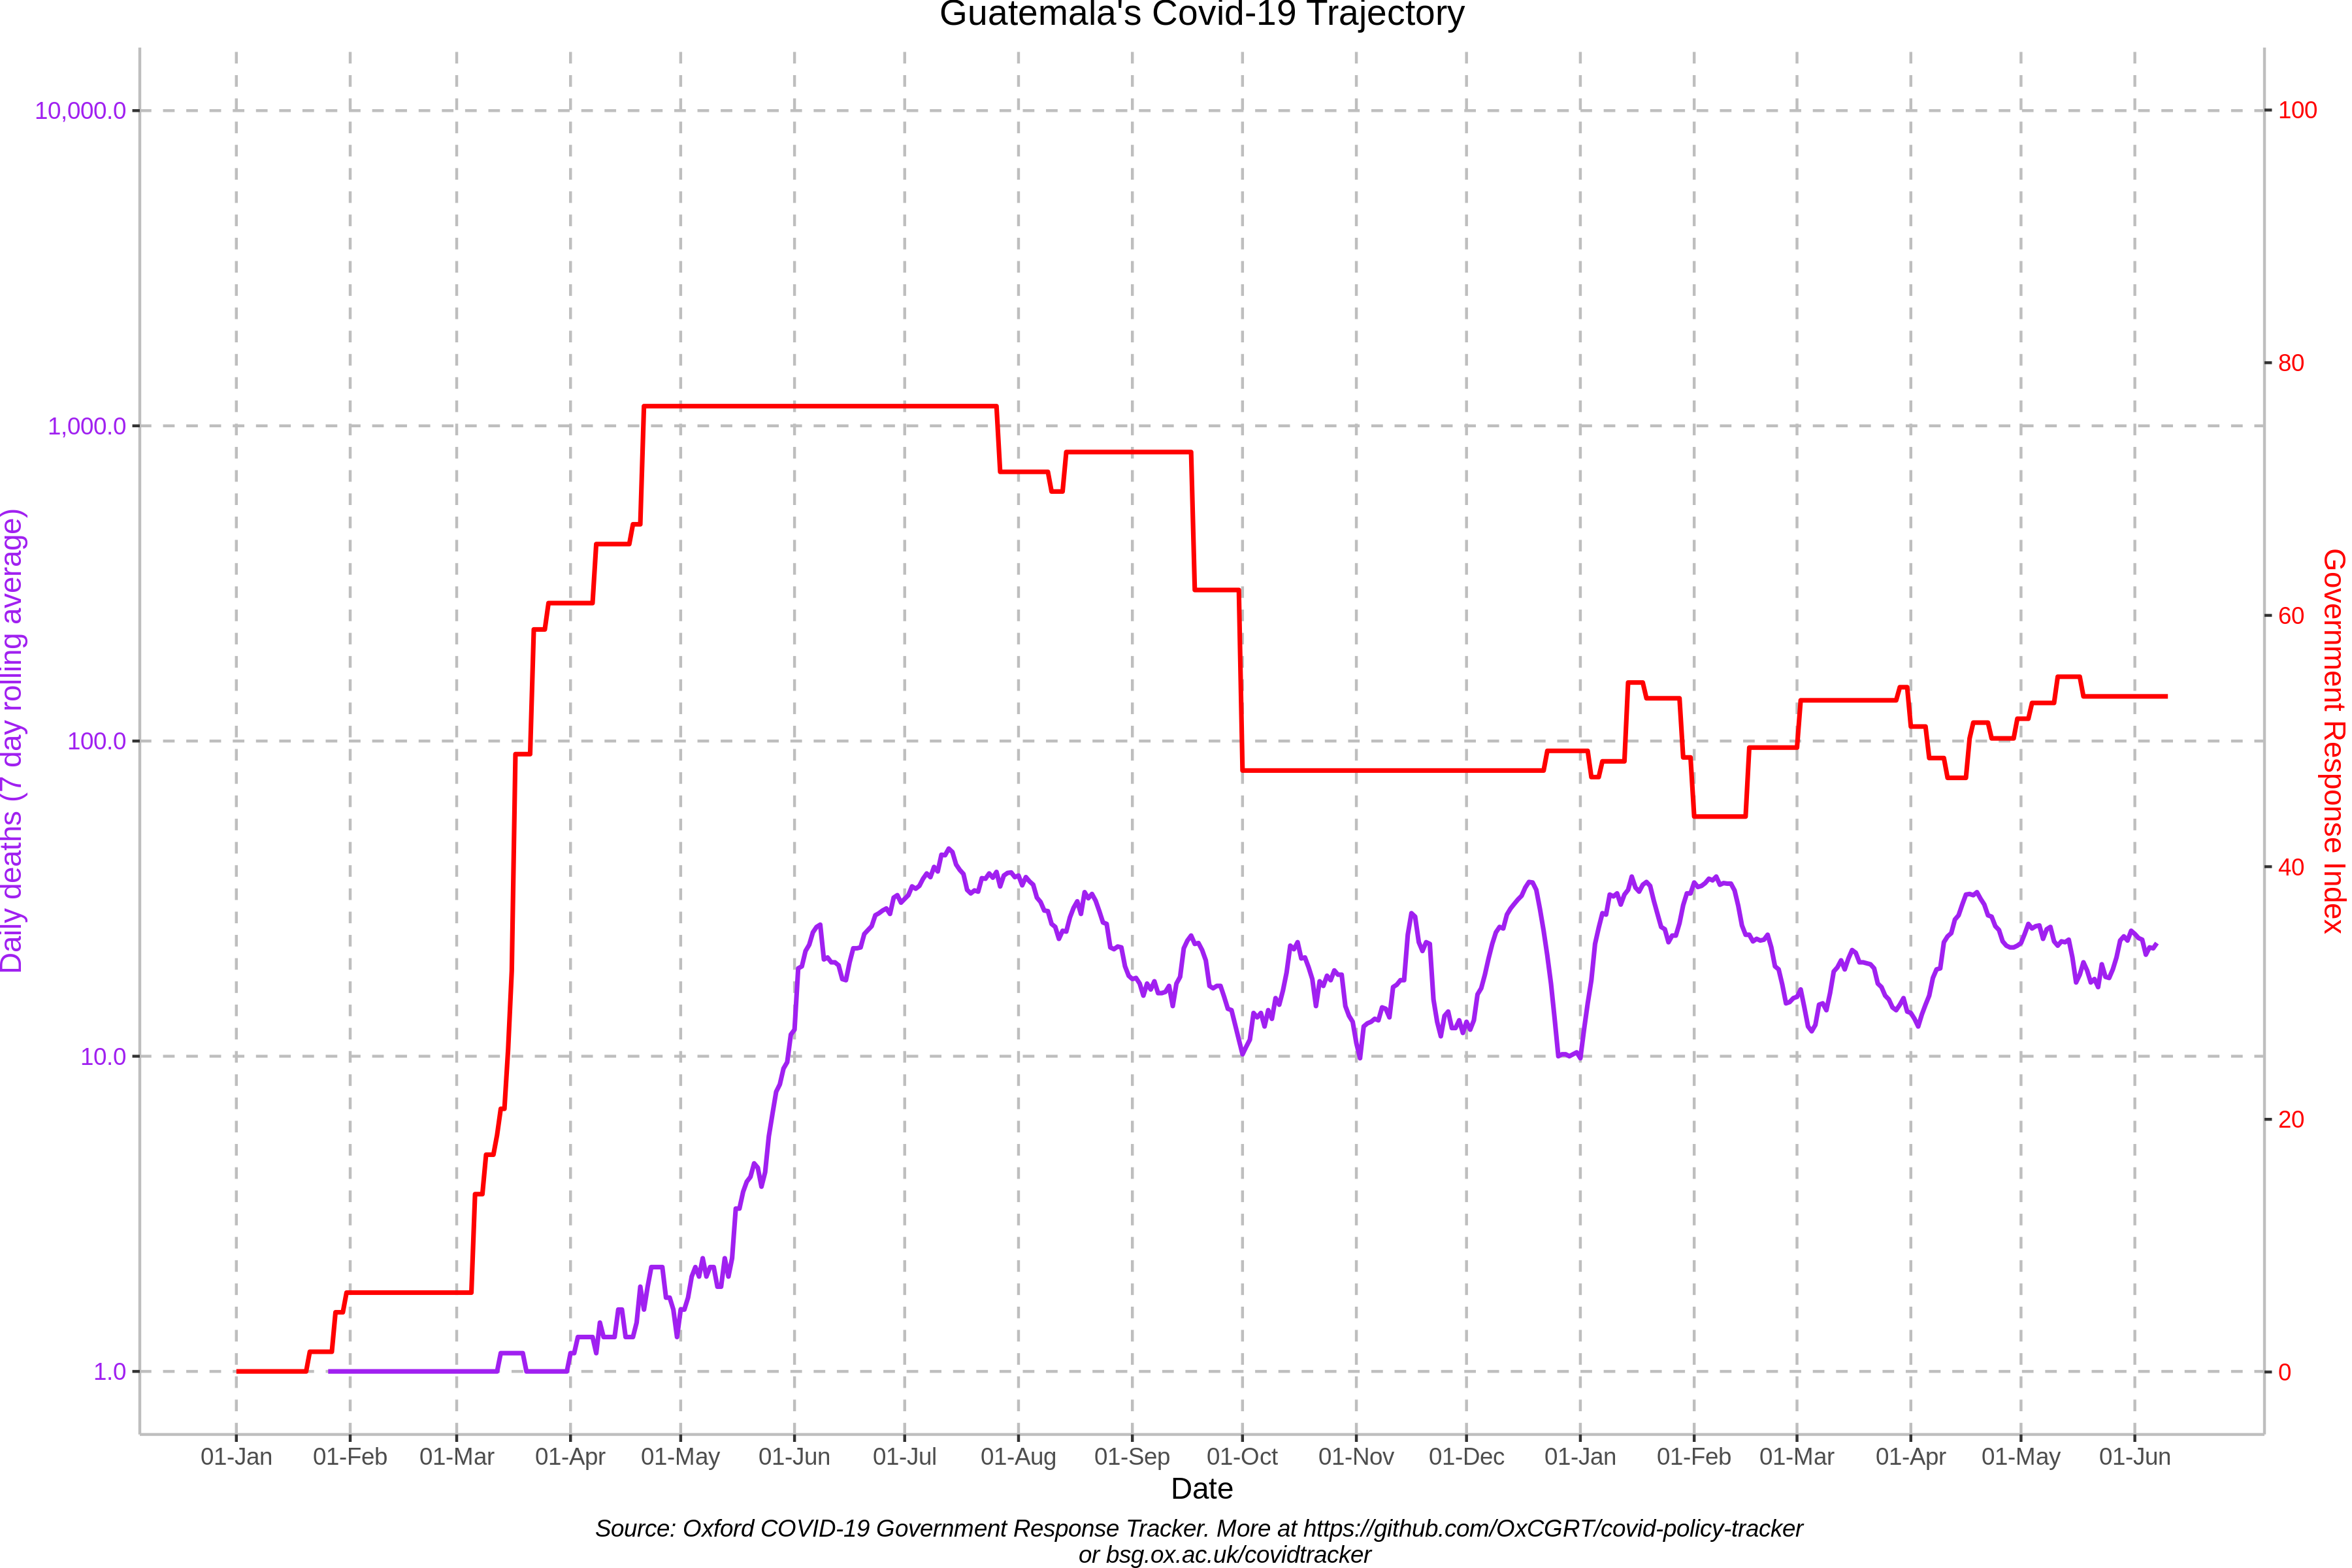 Guatemala's Covid-19 Trajectory
10,000.0
1,000.0
100.0
10.0
1.0
Daily deaths (7 day rolling average)
100
80
60
40
20
0
Government Response Index
01-Jan 01-Feb 01-Mar 01-Apr 01-May 01-Jun 01-Jul 01-Aug 01-Sep 01-Oct 01-Nov 01-Dec 01-Jan 01-Feb 01-Mar 01-Apr 01-May 01-Jun
Date
Source: Oxford COVID-19 Government Response Tracker. More at https://github.com/OxCGRT/covid-policy-tracker
or bsg.ox.ac.uk/covidtracker